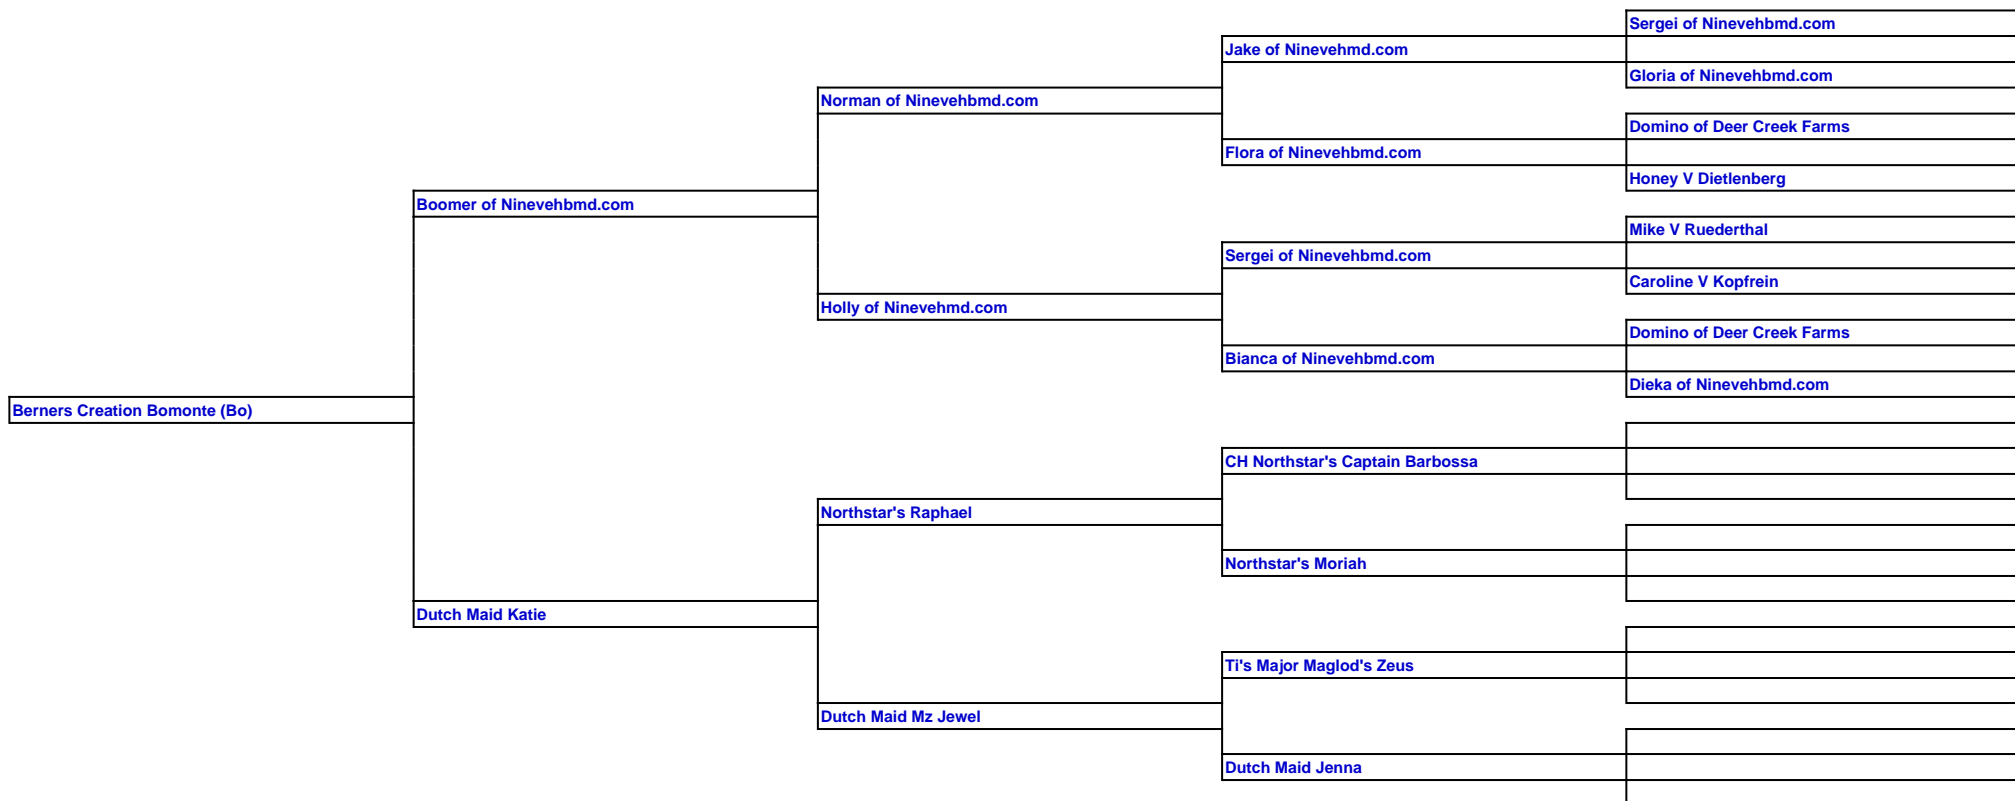 Sergei of Ninevehbmd.com
Jake of Ninevehmd.com
Gloria of Ninevehbmd.com
Norman of Ninevehbmd.com
Domino of Deer Creek Farms
Flora of Ninevehbmd.com
Honey V Dietlenberg
Boomer of Ninevehbmd.com
Mike V Ruederthal
Sergei of Ninevehbmd.com
Caroline V Kopfrein
Holly of Ninevehmd.com
Domino of Deer Creek Farms
Bianca of Ninevehbmd.com
Dieka of Ninevehbmd.com
Berners Creation Bomonte (Bo)
CH Northstar's Captain Barbossa
Northstar's Raphael
Northstar's Moriah
Dutch Maid Katie
Ti's Major Maglod's Zeus
Dutch Maid Mz Jewel
Dutch Maid Jenna